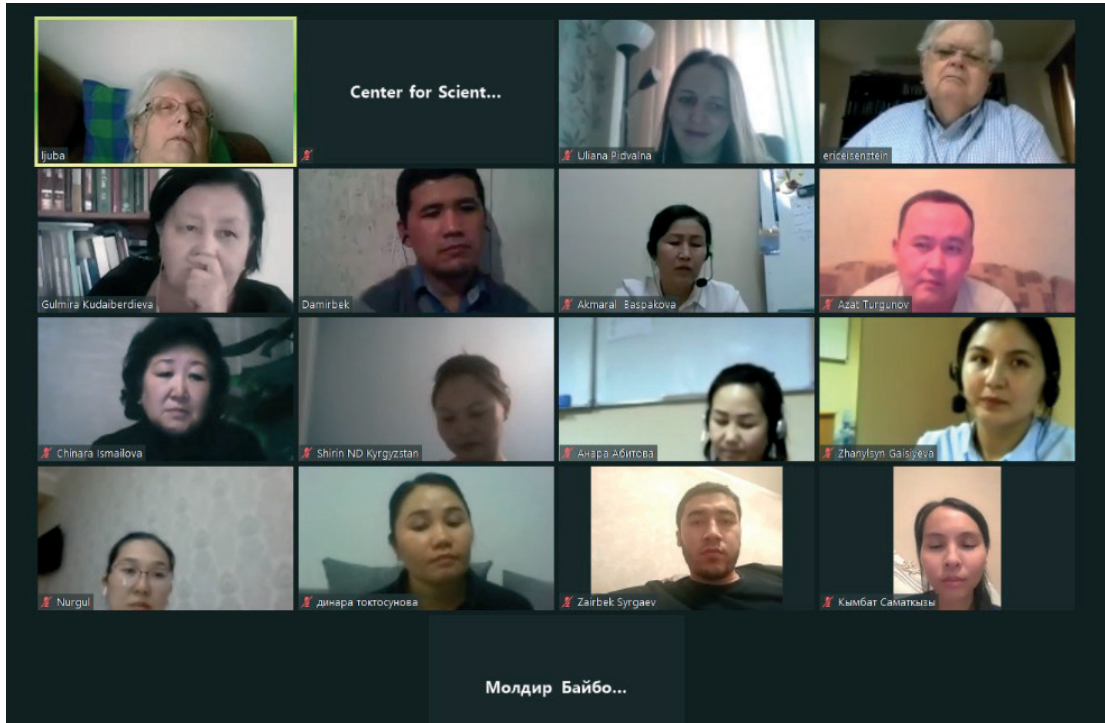 ljuba
Center for Scient...
Uliana Pidvalna
ericeisenstein
Gulmira Kudaiberdieva
Damirbek
Akmaral Baspakova
Azat Turgunov
Chinara Ismailova
Shirin ND Kyrgyzstan
Анара Абитова
Zhanylsyn Gaisiyeva
Nurgul
динара токтосунова
Zairbek Syrgaev
Кымбат Саматкызы
Молдир Байбо...